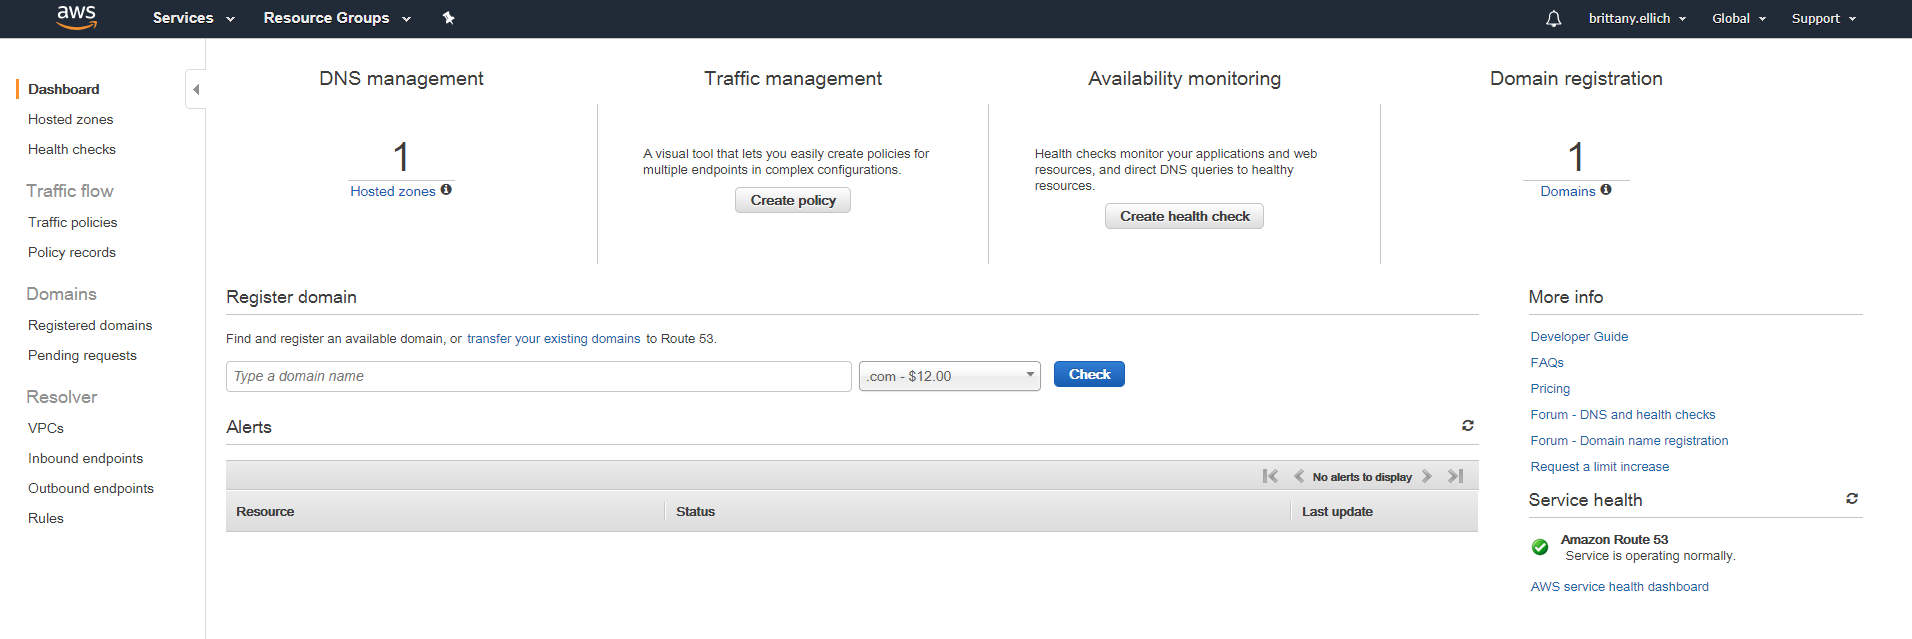 aws
Services
Resource Groups
brittany.ellich
Global
Support
Dashboard
Hosted zones
Health checks
Traffic flow
Traffic policies
Policy records
Domains
Registered domains
Pending requests
Resolver
VPCs
Inbound endpoints
Outbound endpoints
Rules
DNS management
1
Hosted zones
Traffic management
A visual tool that lets you easily create policies for
multiple endpoints in complex configurations.
Create policy
Availability monitoring
Health checks monitor your applications and web
resources, and direct DNS queries to healthy
resources.
Create health check
Domain registration
1
Domains
Register domain
Find and register an available domain, or transfer your existing domains to Route 53.
Type a domain name
.com - $12.00
Check
Alerts
No alerts to display
Resource
Status
Last update
More info
Developer Guide
FAQs
Pricing
Forum - DNS and health checks
Forum - Domain name registration
Request a limit increase
Service health
Amazon Route 53
Service is operating normally.
AWS service health dashboard